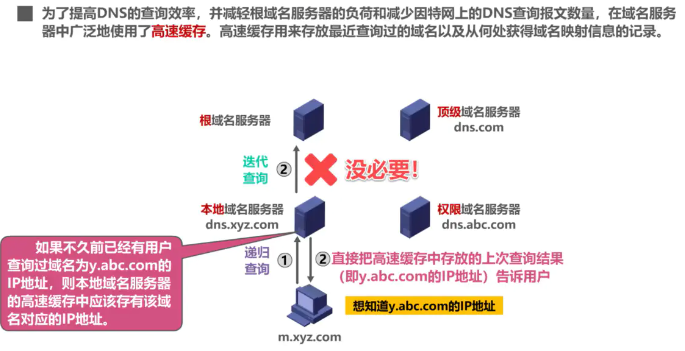 为了提高DNS的查询效率，并减轻根域名服务器的负荷和减少因特网上的DNS查询报文数量，在域名服务
器中广泛地使用了高速缓存。高速缓存用来存放最近查询过的域名以及从何处获得域名映射信息的记录。
根域名服务器
顶级域名服务器
dns.com
迭代
查询
②
没必要！
本地域名服务器
dns.xyz.com
权限域名服务器
dns.abc.com
如果不久前已经有用户
查询过域名为y.abc.com的
IP地址，则本地域名服务器
的高速缓存中应该存有该域
名对应的IP地址。
递归
查询
①
②
直接把高速缓存中存放的上次查询结果
（即y.abc.com的IP地址）告诉用户
想知道y.abc.com的IP地址
m.xyz.com